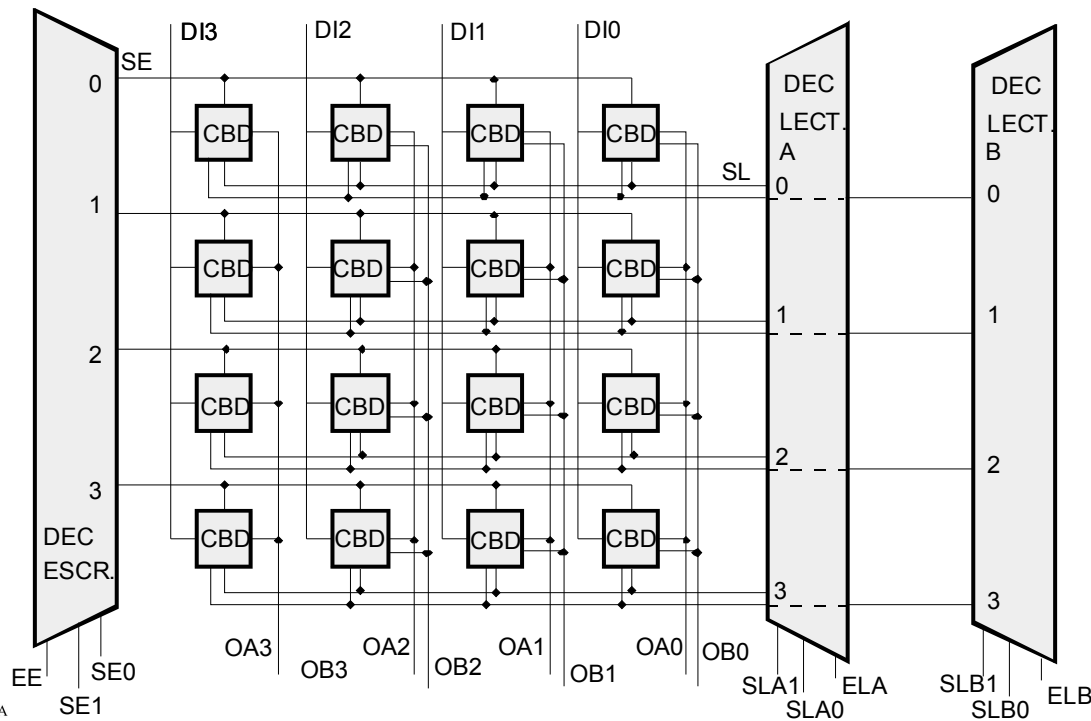 DI3 DI2 DI1 DI0
SE
0
DEC
LECT.
A
DEC
LECT.
B
CBD CBD CBD CBD
SL
0
0
1
CBD CBD CBD CBD
1
1
2
CBD CBD CBD CBD
2
2
3
CBD CBD CBD CBD
DEC
ESCR.
3
3
OA3 OB3 OA2 OB2 OA1 OB1 OA0 OB0
EE SE1 SE0
SLA1 SLA0 ELA
SLB1 SLB0 ELB
A